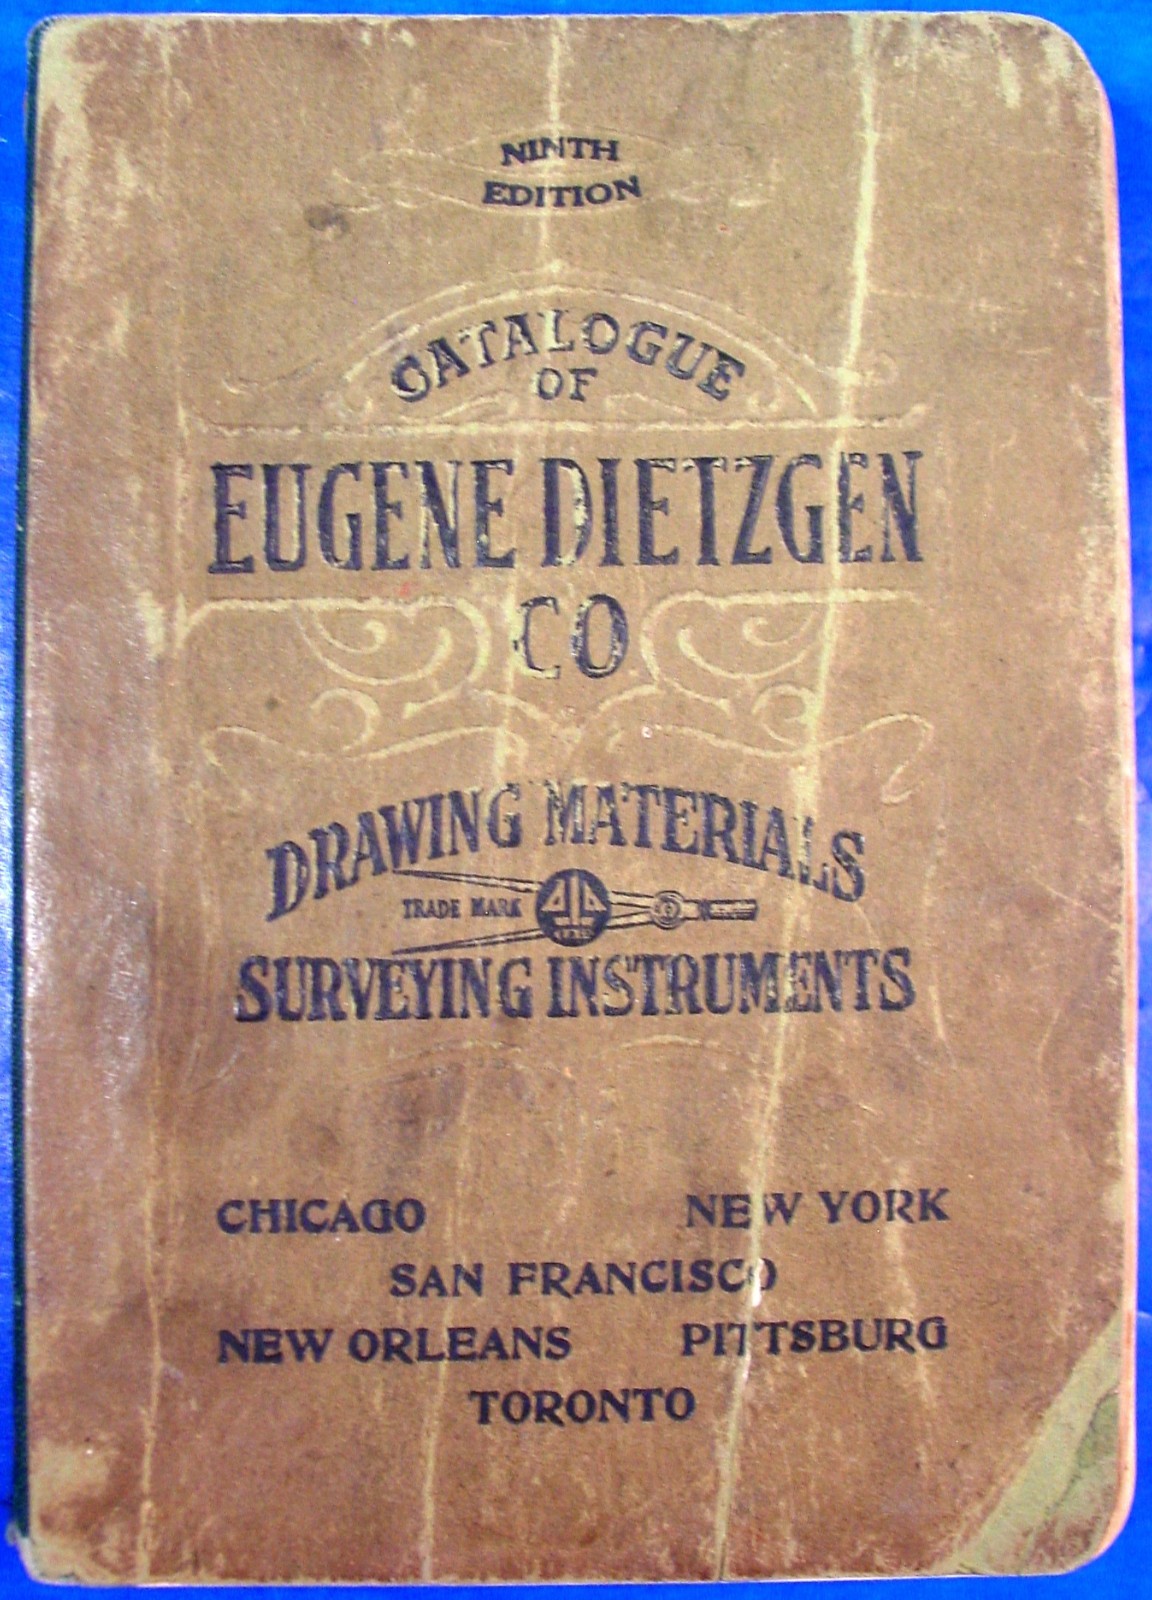 NINTH
EDITION
CATALOGUE
OF
EUGENE DIETZGEN
CO
DRAWING MATERIALS
TRADE MARK
SURVEYING INSTRUMENTS
CHICAGO NEW YORK
SAN FRANCISCO
NEW ORLEANS PITTSBURG
TORONTO